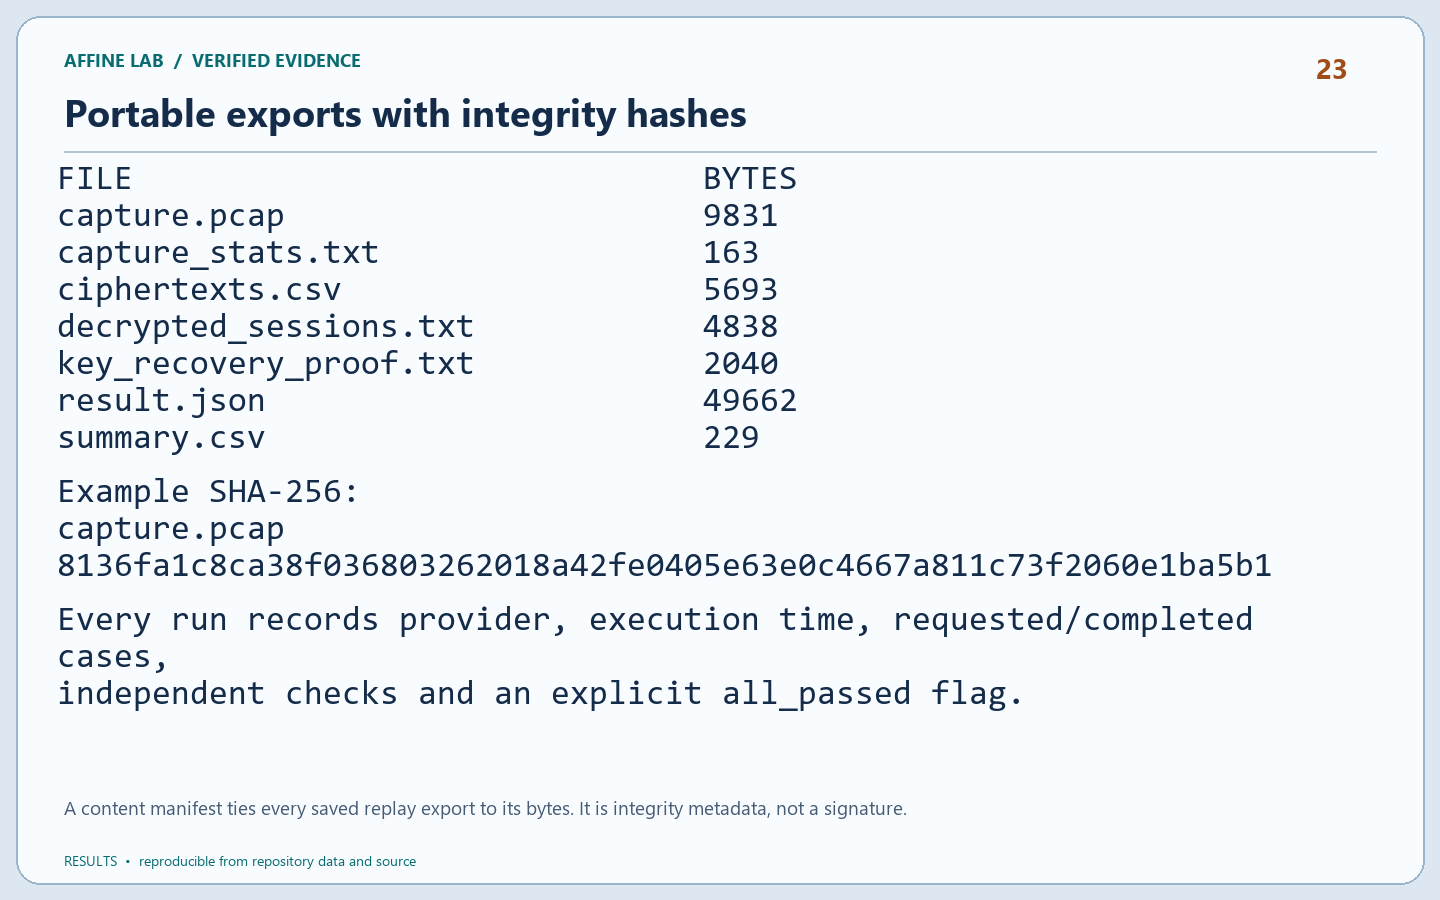 AFFINE LAB / VERIFIED EVIDENCE
23
Portable exports with integrity hashes
FILE BYTES
capture.pcap 9831
capture_stats.txt 163
ciphertexts.csv 5693
decrypted_sessions.txt 4838
key_recovery_proof.txt 2040
result.json 49662
summary.csv 229
Example SHA-256:
capture.pcap
8136fa1c8ca38f036803262018a42fe0405e63e0c4667a811c73f2060e1ba5b1
Every run records provider, execution time, requested/completed
cases,
independent checks and an explicit all_passed flag.
A content manifest ties every saved replay export to its bytes. It is integrity metadata, not a signature.
RESULTS • reproducible from repository data and source